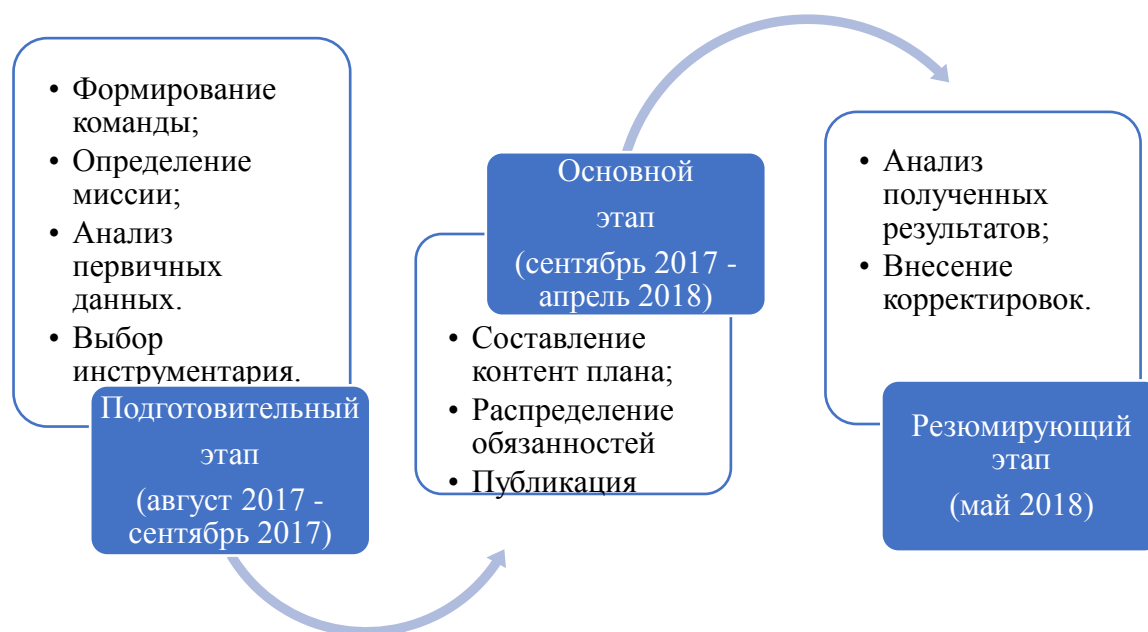 • Формирование
команды;
• Определение
миссии;
• Анализ
первичных
данных.
• Выбор
инструментария.
Подготовительный
этап
(август 2017 -
сентябрь 2017)
Основной
этап
(сентябрь 2017 -
апрель 2018)
• Составление
контент плана;
• Распределение
обязанностей
• Публикация
• Анализ
полученных
результатов;
• Внесение
корректировок.
Резюмирующий
этап
(май 2018)